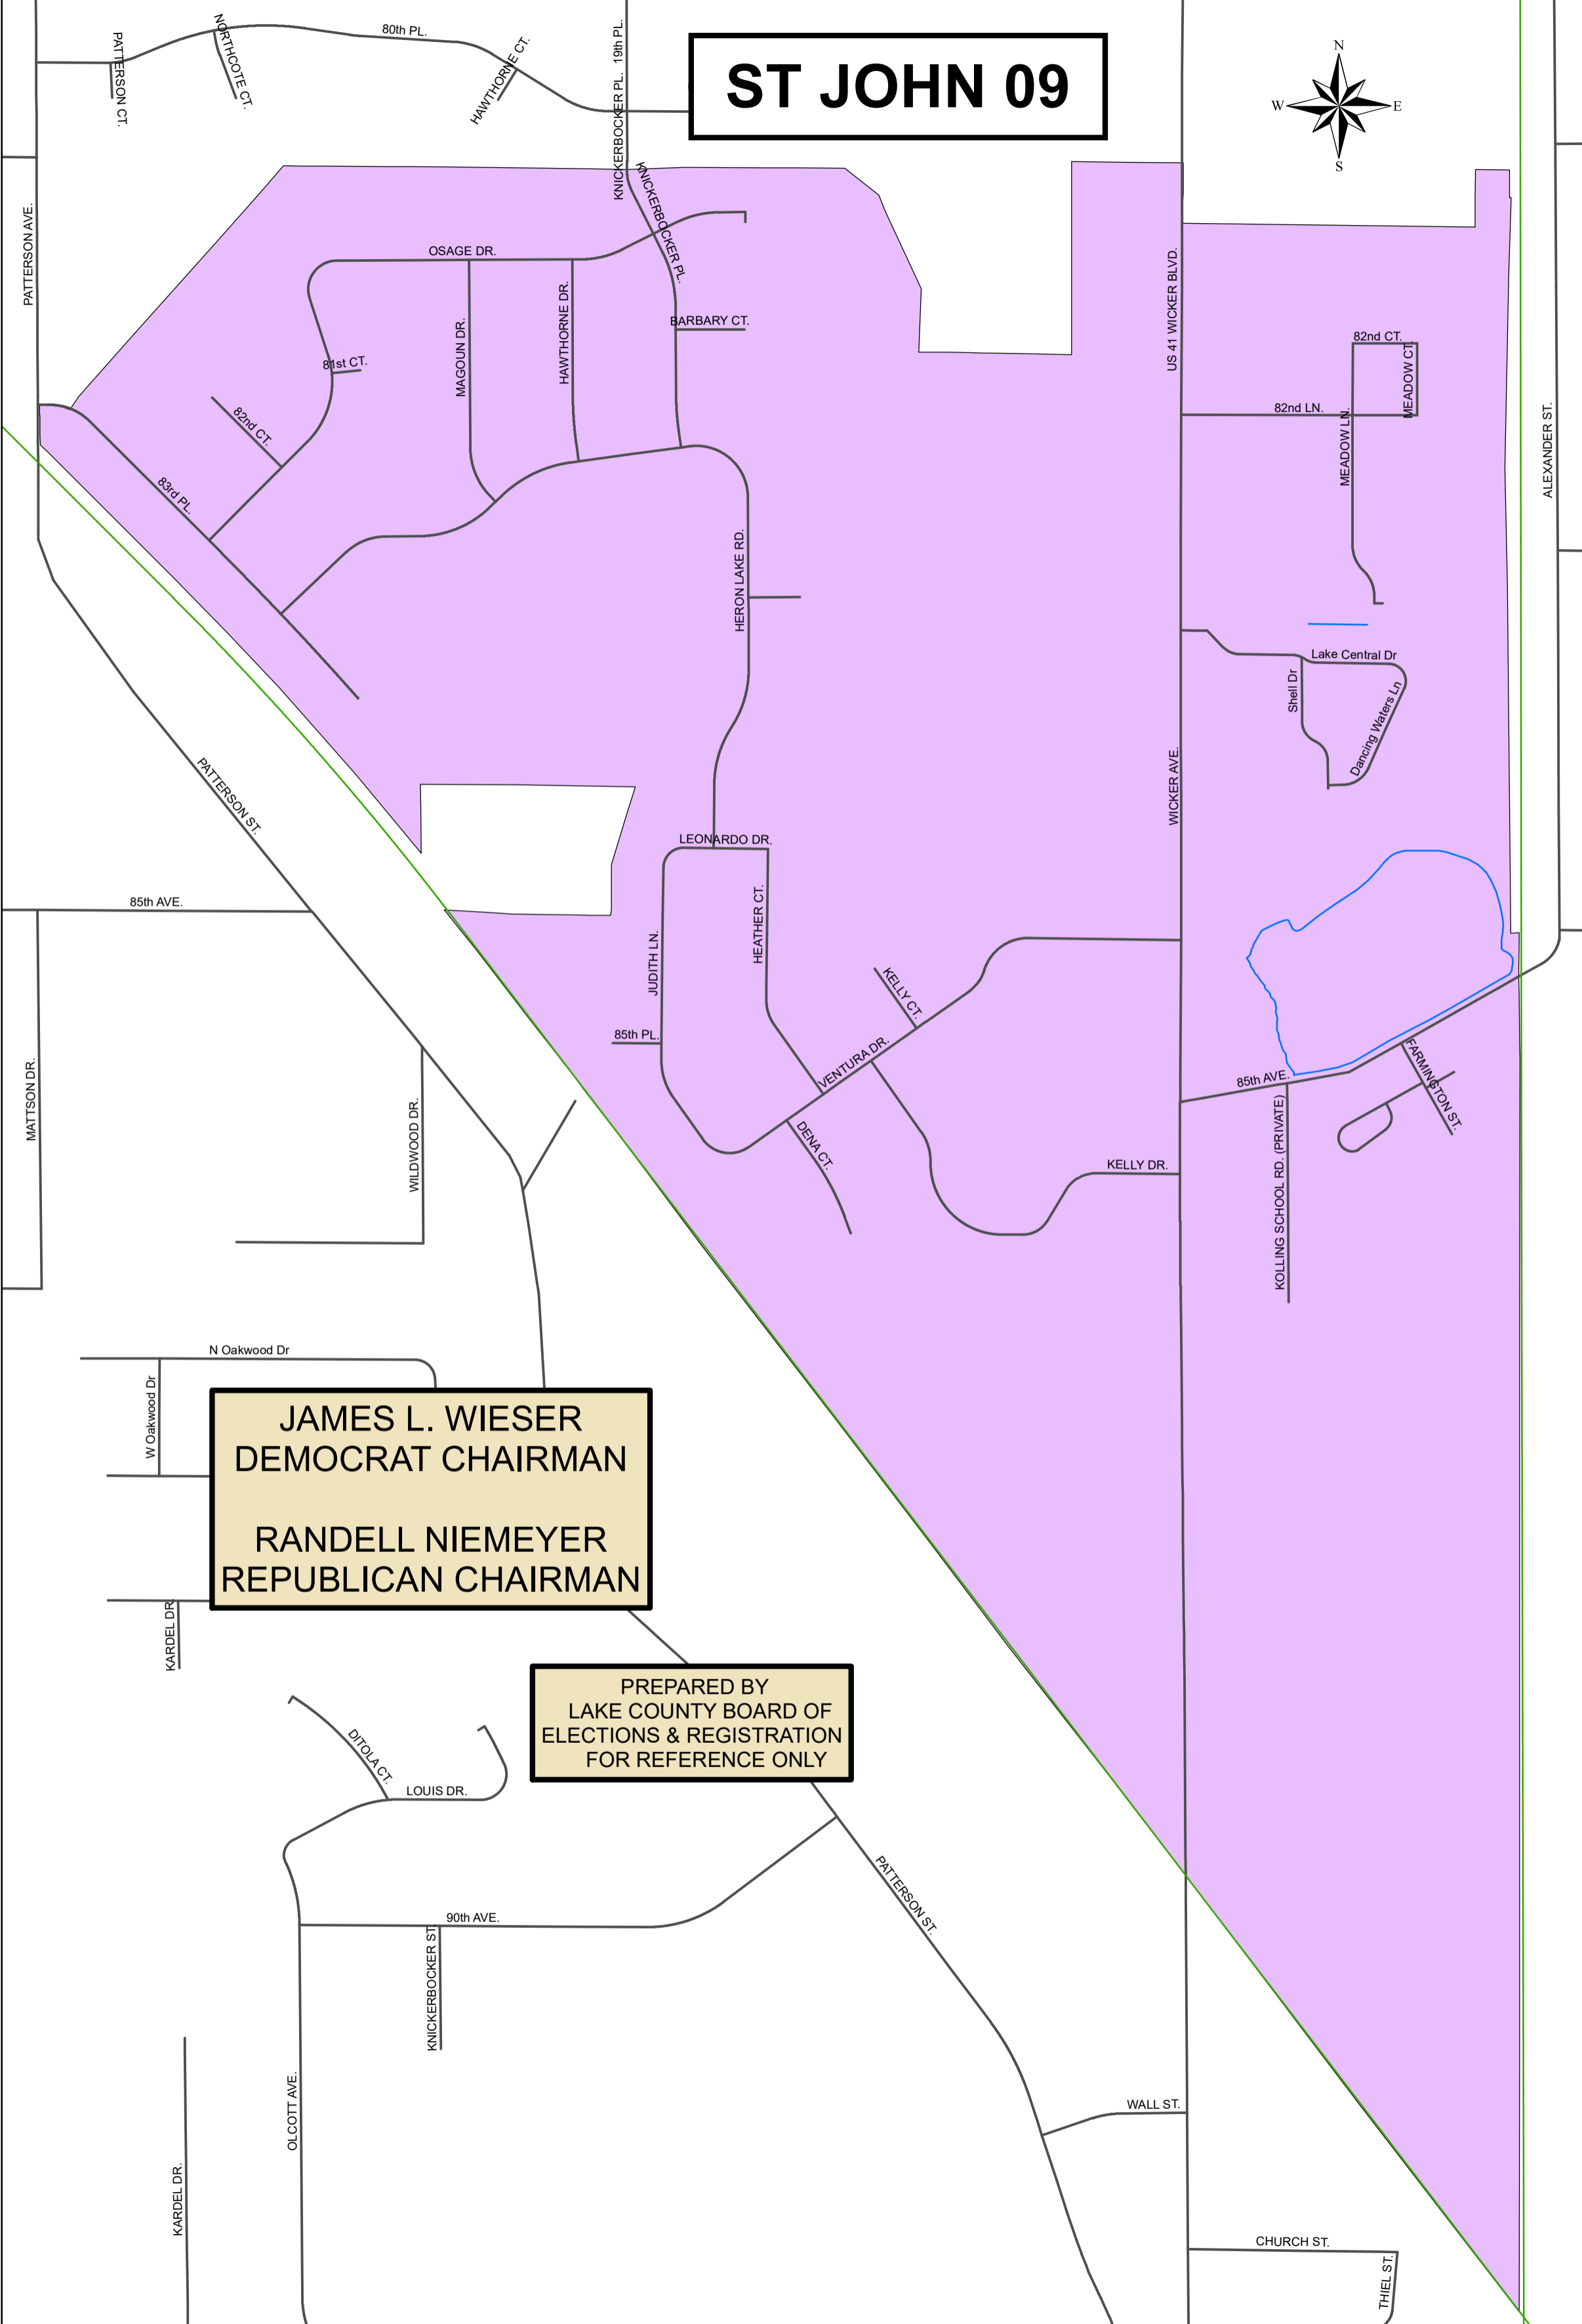 ST JOHN 09
N
W
E
S
80th PL.
PATTERSON CT.
NORTHCOTE CT.
HAWTHORNE CT.
KNICKERBOCKER PL.
19th PL.
KNICKERBOCKER PL.
PATTERSON AVE.
OSAGE DR.
MAGOUN DR.
HAWTHORNE DR.
BARBARY CT.
81st CT.
82nd CT.
83rd PL.
US 41 WICKER BLVD.
82nd CT.
MEADOW CT.
82nd LN.
MEADOW LN.
ALEXANDER ST.
HERON LAKE RD.
Lake Central Dr
Shell Dr
Dancing Waters Ln
WICKER AVE.
PATTERSON ST.
LEONARDO DR.
HEATHER CT.
JUDITH LN.
85th AVE.
KELLY CT.
85th PL.
VENTURA DR.
85th AVE.
FARMINGTON ST.
MATTSON DR.
WILDWOOD DR.
DENA CT.
KELLY DR.
KOLLING SCHOOL RD. (PRIVATE)
N Oakwood Dr
W Oakwood Dr
JAMES L. WIESER
DEMOCRAT CHAIRMAN
RANDELL NIEMEYER
REPUBLICAN CHAIRMAN
KARDEL DR.
PREPARED BY
LAKE COUNTY BOARD OF
ELECTIONS & REGISTRATION
FOR REFERENCE ONLY
DITOLA CT.
LOUIS DR.
PATTERSON ST.
90th AVE.
KNICKERBOCKER ST.
OLCOTT AVE.
KARDEL DR.
WALL ST.
CHURCH ST.
THIEL ST.